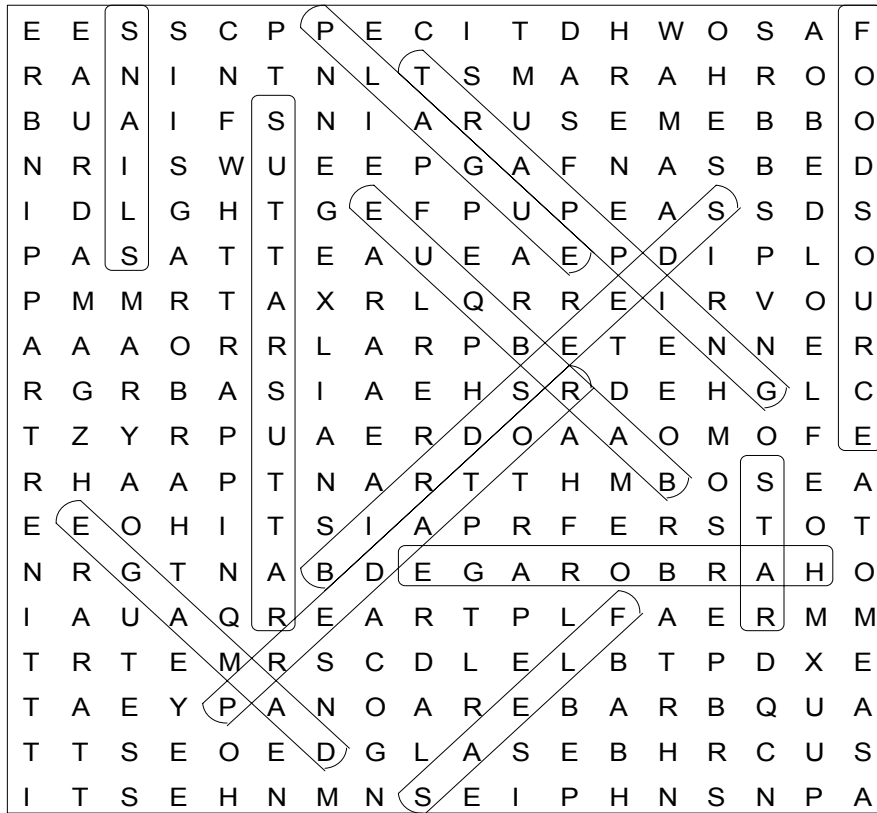 E E S S C P P E C I T D H W O S A F
R A N I N T N L T S M A R A H R O O
B U A I F S N I A R U S E M E B B O
N R I S W U E E P G A F N A S B E D
I D L G H T G E F P U P E A S S D S
P A S A T T E A U E A E P D I P L O
P M M R T A X R L Q R R E I R V O U
A A A O R R L A R P B E T E N N E R
R G R B A S I A E H S R D E H G L C
T Z Y R P U A E R D O A A O M O F E
R H A A P T N A R T T H M B O S E A
E E O H I T S I A P R F E R S T O T
N R G T N A B D E G A R O B R A H O
I A U A Q R E A R T P L F A E R M M
T R T E M R S C D L E L B T P D X E
T A E Y P A N O A R E B A R B Q U A
T T S E O E D G L A S E B H R C U S
I T S E H N M N S E I P H N S N P A